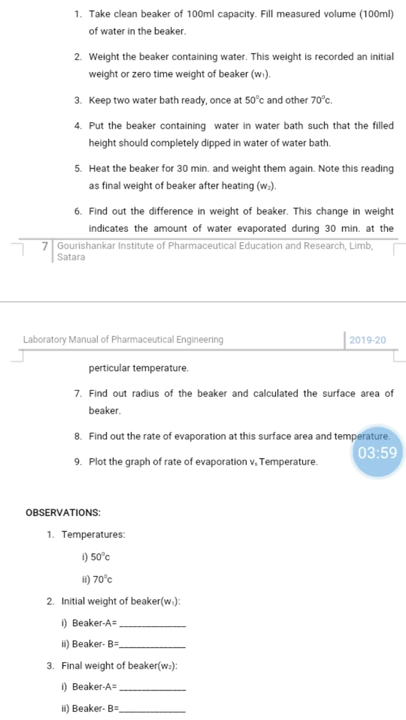 1. Take clean beaker of 100ml capacity. Fill measured volume (100ml)
of water in the beaker.
2. Weight the beaker containing water. This weight is recorded an initial
weight or zero time weight of beaker (w₁).
3. Keep two water bath ready, once at 50°c and other 70°c.
4. Put the beaker containing water in water bath such that the filled
height should completely dipped in water of water bath.
5. Heat the beaker for 30 min. and weight them again. Note this reading
as final weight of beaker after heating (w₂).
6. Find out the difference in weight of beaker. This change in weight
indicates the amount of water evaporated during 30 min. at the
7 Gourishankar Institute of Pharmaceutical Education and Research, Limb,
Satara
Laboratory Manual of Pharmaceutical Engineering 2019-20
perticular temperature.
7. Find out radius of the beaker and calculated the surface area of
beaker.
8. Find out the rate of evaporation at this surface area and temperature.
03:59
9. Plot the graph of rate of evaporation vₛ Temperature.
OBSERVATIONS:
1. Temperatures:
i) 50°c
ii) 70°c
2. Initial weight of beaker(w₁):
i) Beaker-A= ______________
ii) Beaker- B=______________
3. Final weight of beaker(w₂):
i) Beaker-A= ______________
ii) Beaker- B=______________